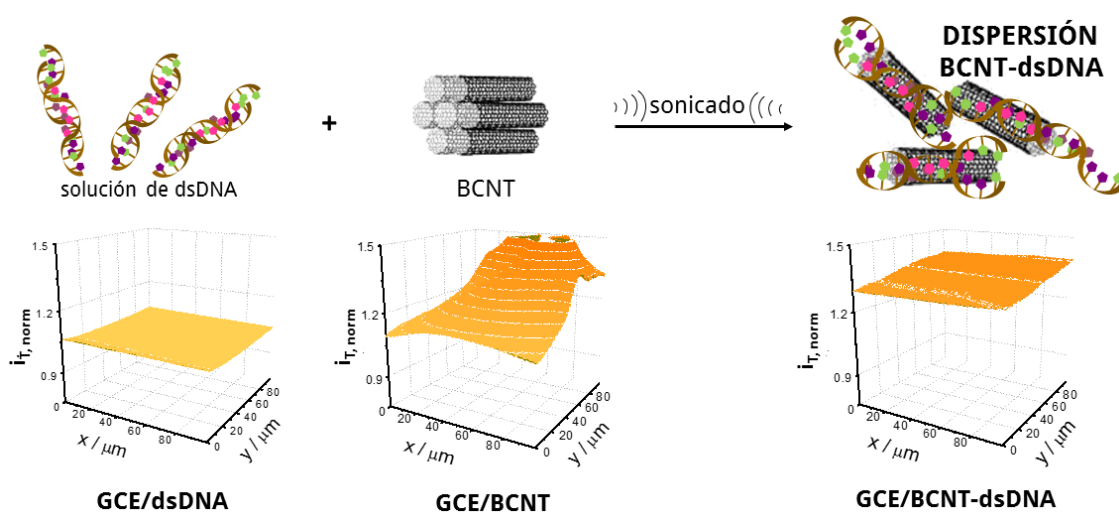 DISPERSIÓN
BCNT-dsDNA
+
sonicado
solución de dsDNA
BCNT
1.5
1.2
0.9
0
i T, norm
20
40
60
80
x / μm
0
20
40
60
80
y / μm
GCE/dsDNA
1.5
1.2
0.9
0
i T, norm
20
40
60
80
x / μm
0
20
40
60
80
y / μm
GCE/BCNT
1.5
1.2
0.9
0
i T, norm
20
40
60
80
x / μm
0
20
40
60
80
y / μm
GCE/BCNT-dsDNA